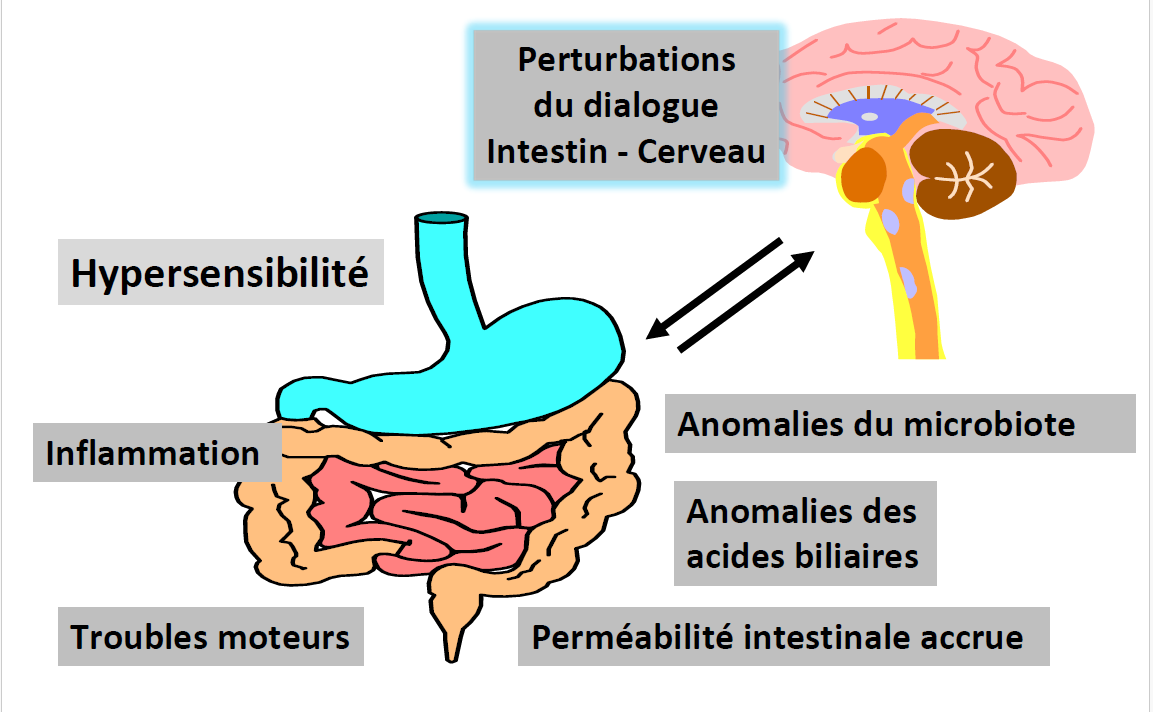 Perturbations
du dialogue
Intestin - Cerveau
Hypersensibilité
Anomalies du microbiote
Inflammation
Anomalies des
acides biliaires
Troubles moteurs
Perméabilité intestinale accrue